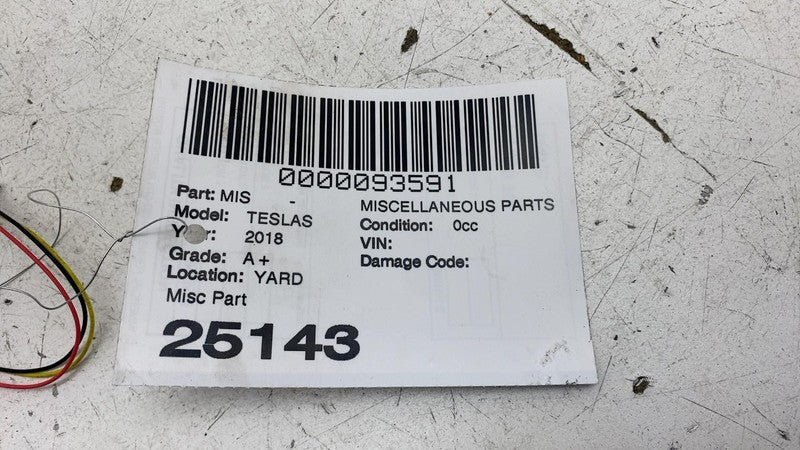 0000093591
Part: MIS - MISCELLANEOUS PARTS
Model: TESLAS Condition: 0cc
2018 VIN:
Grade: A+ Damage Code:
Location: YARD
Misc Part
25143